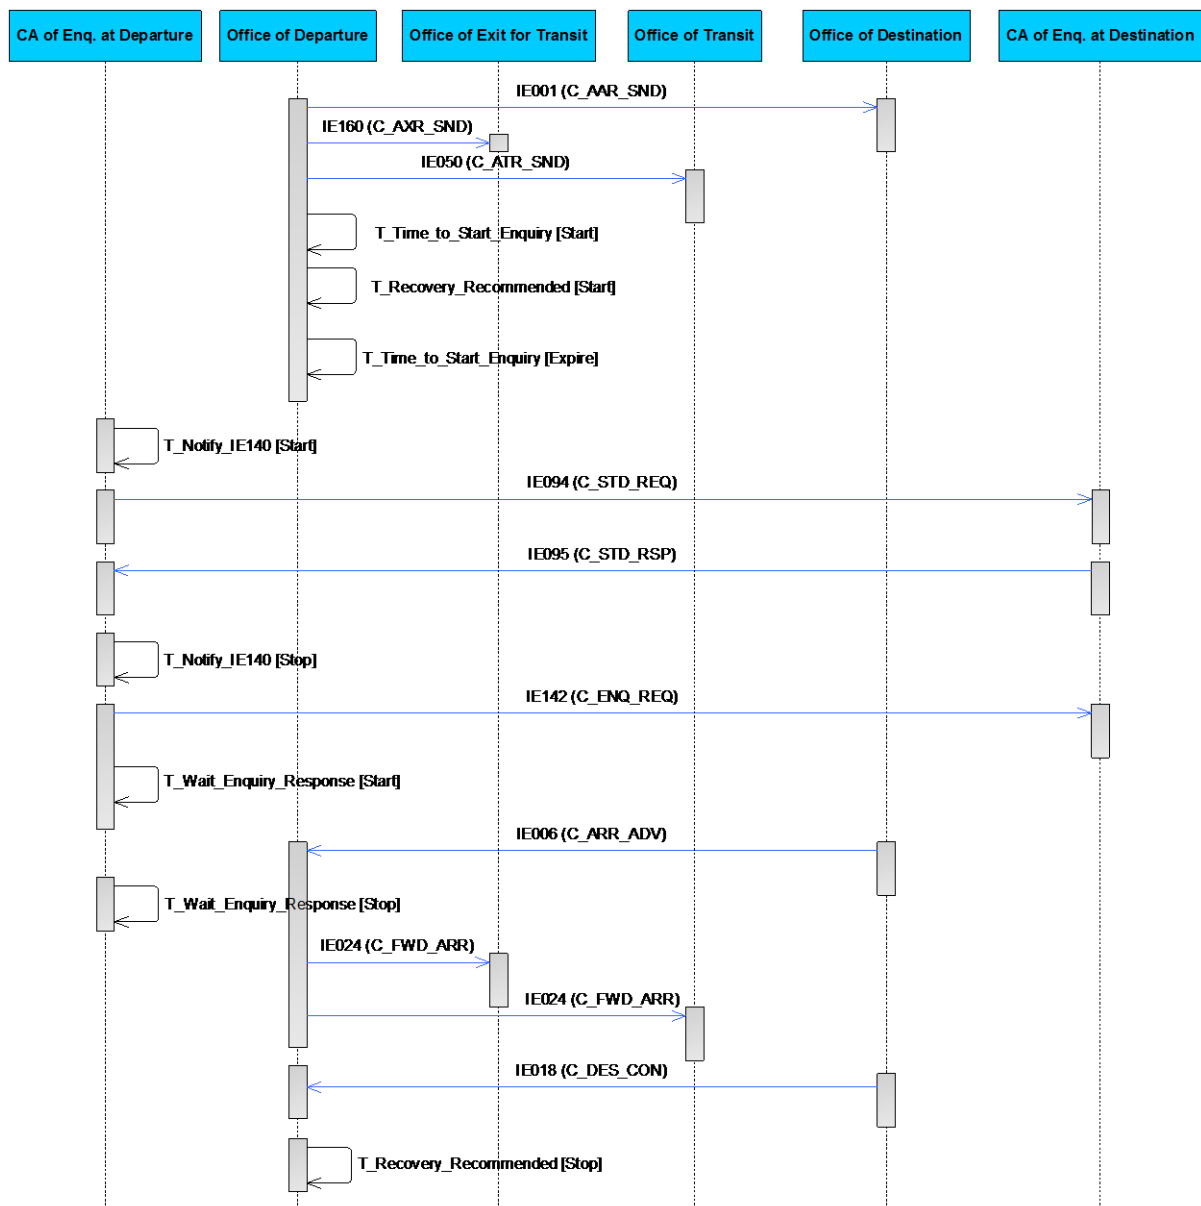 CA of Enq. at Departure
Office of Departure
Office of Exit for Transit
Office of Transit
Office of Destination
CA of Enq. at Destination
IE001 (C_AAR_SND)
IE160 (C_AXR_SND)
IE050 (C_ATR_SND)
T_Time_to_Start_Enquiry [Start]
T_Recovery_Recommended [Start]
T_Time_to_Start_Enquiry [Expire]
T_Notify_IE140 [Start]
IE094 (C_STD_REQ)
IE095 (C_STD_RSP)
T_Notify_IE140 [Stop]
IE142 (C_ENQ_REQ)
T_Wait_Enquiry_Response [Start]
IE006 (C_ARR_ADV)
T_Wait_Enquiry_Response [Stop]
IE024 (C_FWD_ARR)
IE024 (C_FWD_ARR)
IE018 (C_DES_CON)
T_Recovery_Recommended [Stop]